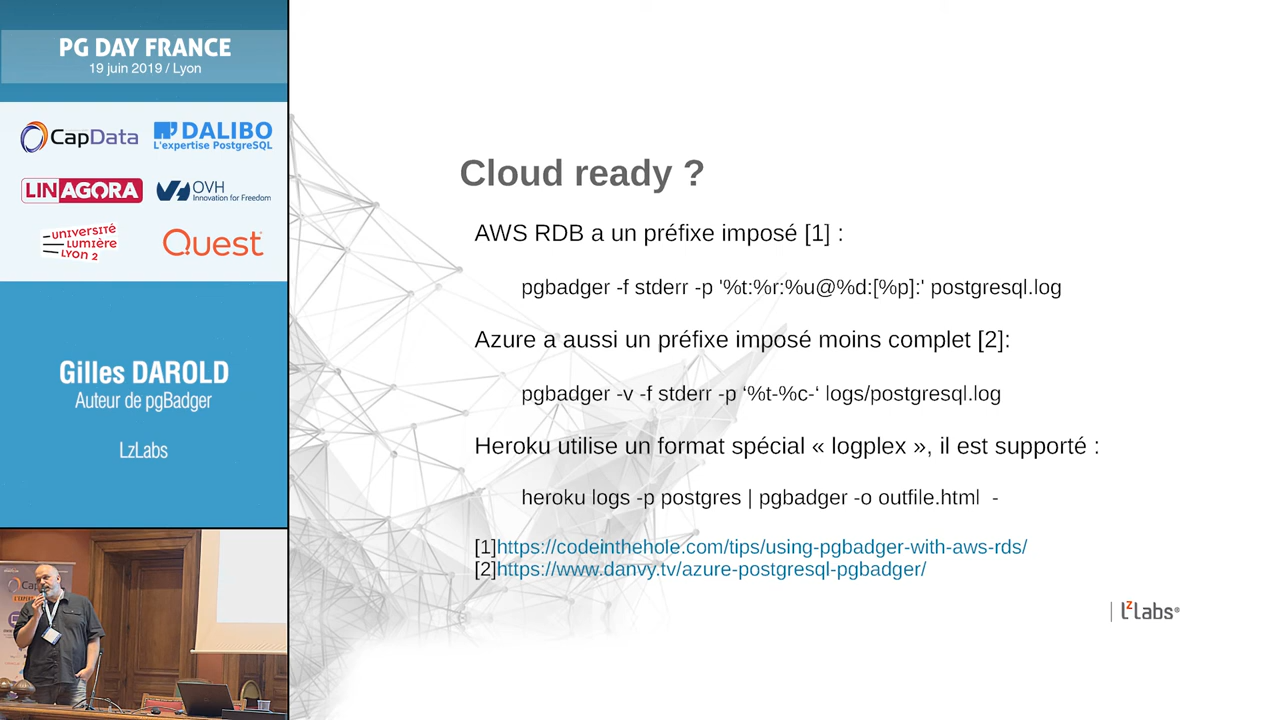 PG DAY FRANCE
19 juin 2019 / Lyon
CapData
DALIBO
L'expertise PostgreSQL
LINAGORA
OVH
Innovation for Freedom
UNIVERSITÉ
LUMIÈRE
LYON 2
Quest
Gilles DAROLD
Auteur de pgBadger
LzLabs
Cloud ready ?
AWS RDB a un préfixe imposé [1] :
pgbadger -f stderr -p '%t:%r:%u@%d:[%p]:' postgresql.log
Azure a aussi un préfixe imposé moins complet [2]:
pgbadger -v -f stderr -p ‘%t-%c-‘ logs/postgresql.log
Heroku utilise un format spécial « logplex », il est supporté :
heroku logs -p postgres | pgbadger -o outfile.html  -
[1]https://codeinthehole.com/tips/using-pgbadger-with-aws-rds/
[2]https://www.danvy.tv/azure-postgresql-pgbadger/
LzLabs®